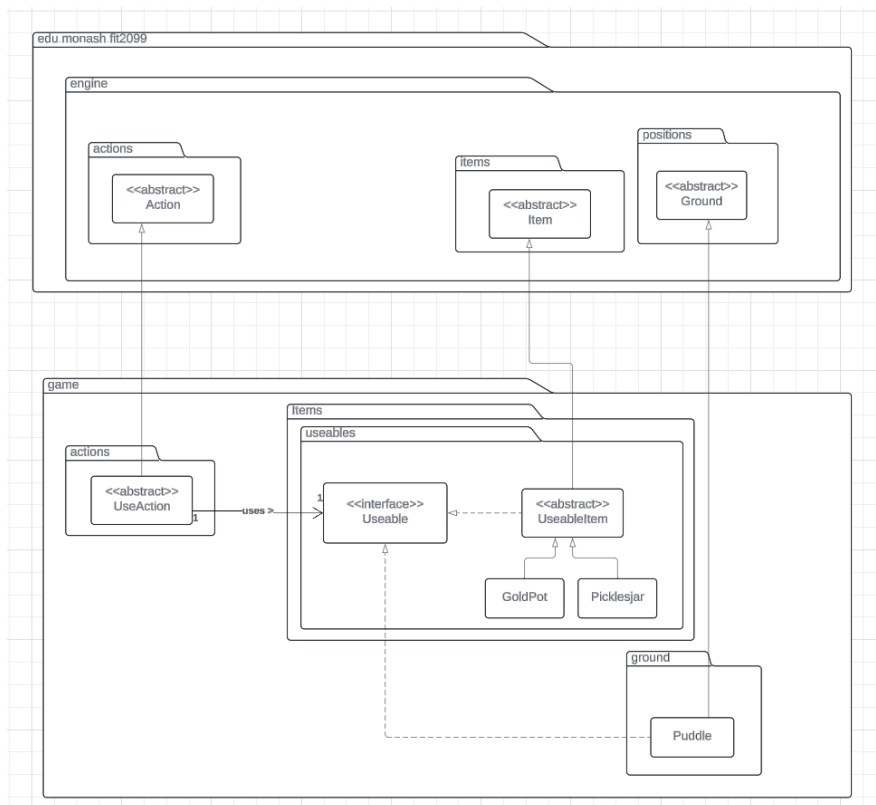 edu.monash.fit2099
engine
actions
<<abstract>>
Action
Items
<<abstract>>
Item
positions
<<abstract>>
Ground
game
Items
useables
actions
<<abstract>>
UseAction
1
uses >
1
<<interface>>
Useable
<<abstract>>
UseableItem
GoldPot
Picklesjar
ground
Puddle